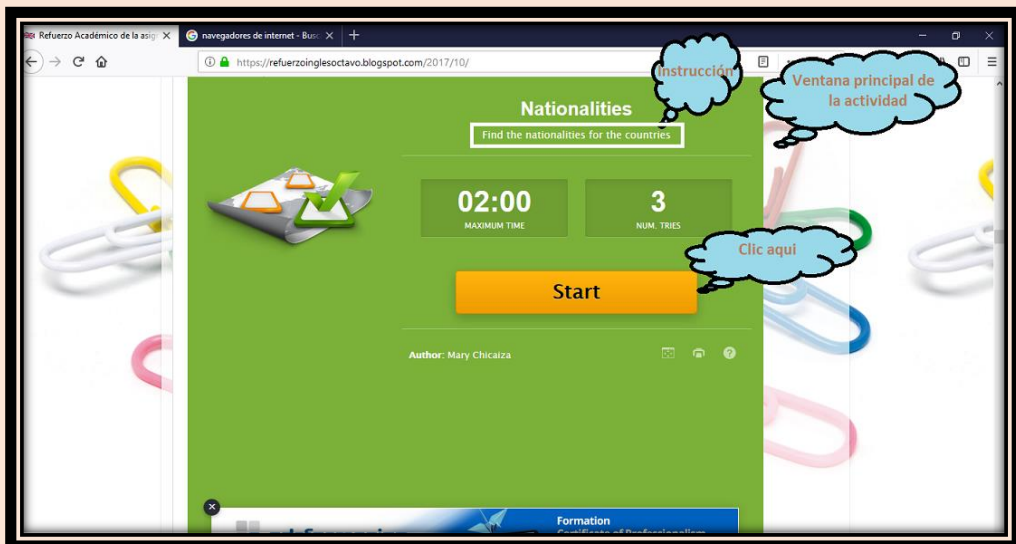 Refuerzo Académico de la asig
navegadores de internet - Busc
https://refuerzoinglesoctavo.blogspot.com/2017/10/
instrucción
Ventana principal de
la actividad
Nationalities
Find the nationalities for the countries
02:00
MAXIMUM TIME
3
NUM. TRIES
Clic aqui
Start
Author: Mary Chicaiza
Formation